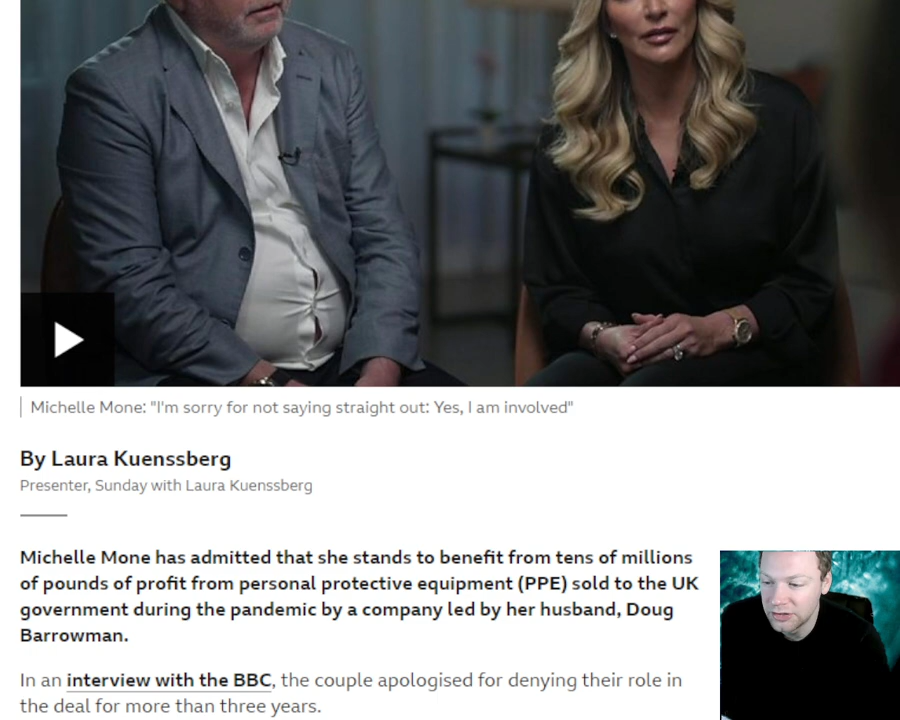 Michelle Mone: "I'm sorry for not saying straight out: Yes, I am involved"
By Laura Kuenssberg
Presenter, Sunday with Laura Kuenssberg
Michelle Mone has admitted that she stands to benefit from tens of millions
of pounds of profit from personal protective equipment (PPE) sold to the UK
government during the pandemic by a company led by her husband, Doug
Barrowman.
In an interview with the BBC, the couple apologised for denying their role in
the deal for more than three years.